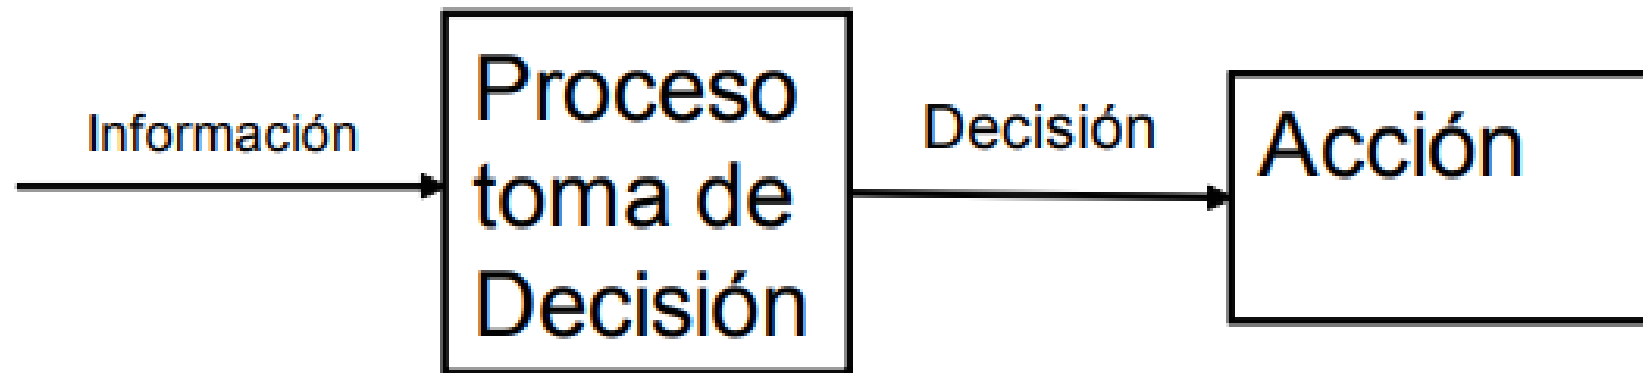 Información
Proceso
toma de
Decisión
Decisión
Acción